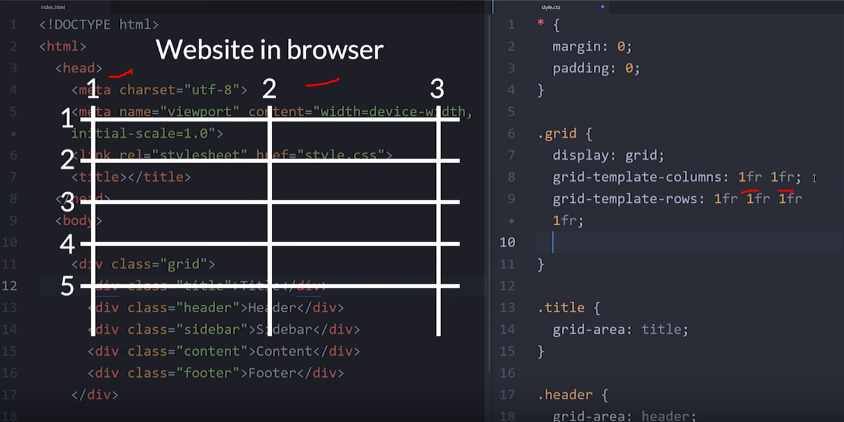 index.html
1 <!DOCTYPE html>
2 <html>
3 <head>
4 <meta charset="utf-8">
5 <meta name="viewport" content="width=device-width,
• initial-scale=1.0">
6 <link rel="stylesheet" href="style.css">
7 <title></title>
8 </head>
9 <body>
10
11 <div class="grid">
12 <div class="title">Title</div>
13 <div class="header">Header</div>
14 <div class="sidebar">Sidebar</div>
15 <div class="content">Content</div>
16 <div class="footer">Footer</div>
17 </div>
18
Website in browser
1 2 3
1
2
3
4
5
style.css
1 * {
2 margin: 0;
3 padding: 0;
4 }
5
6 .grid {
7 display: grid;
8 grid-template-columns: 1fr 1fr;
9 grid-template-rows: 1fr 1fr 1fr
• 1fr;
10
11 }
12
13 .title {
14 grid-area: title;
15 }
16
17 .header {
18 grid-area: header;